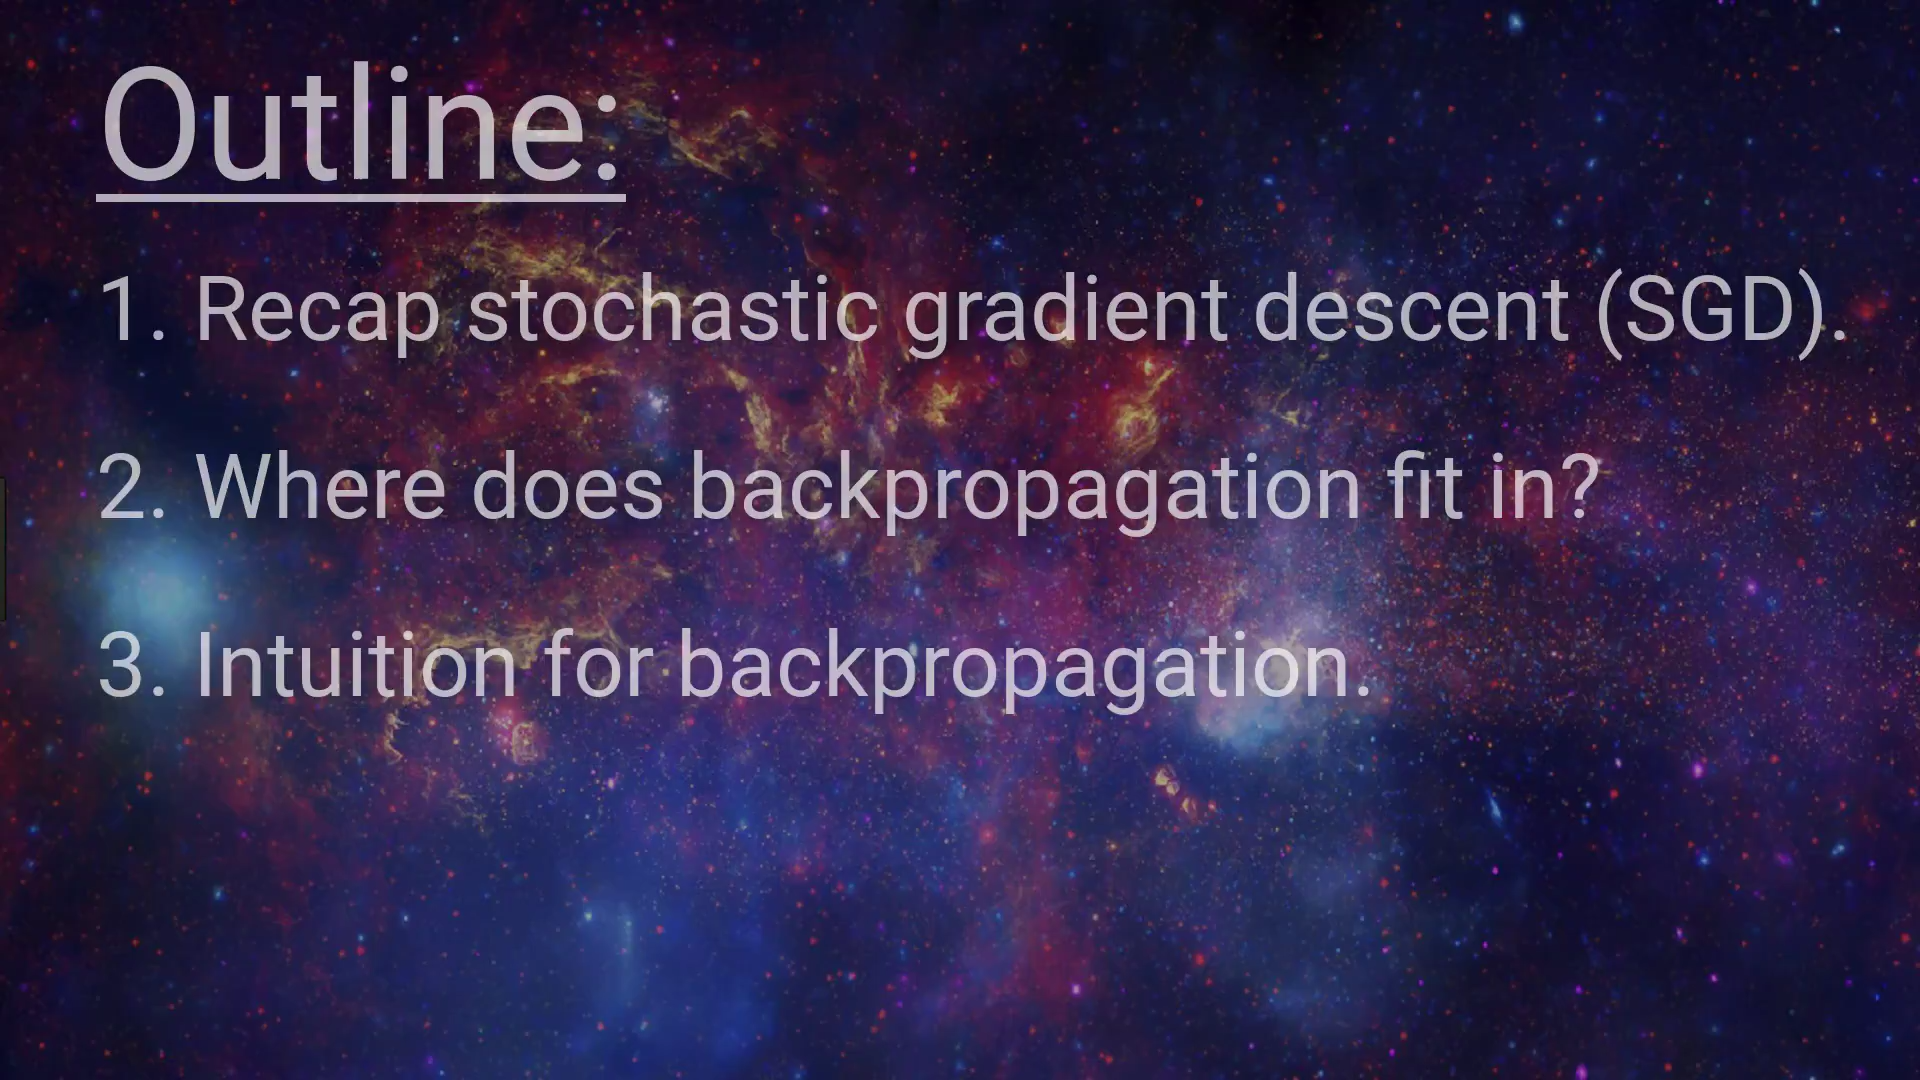 Outline:
1. Recap stochastic gradient descent (SGD).
2. Where does backpropagation fit in?
3. Intuition for backpropagation.